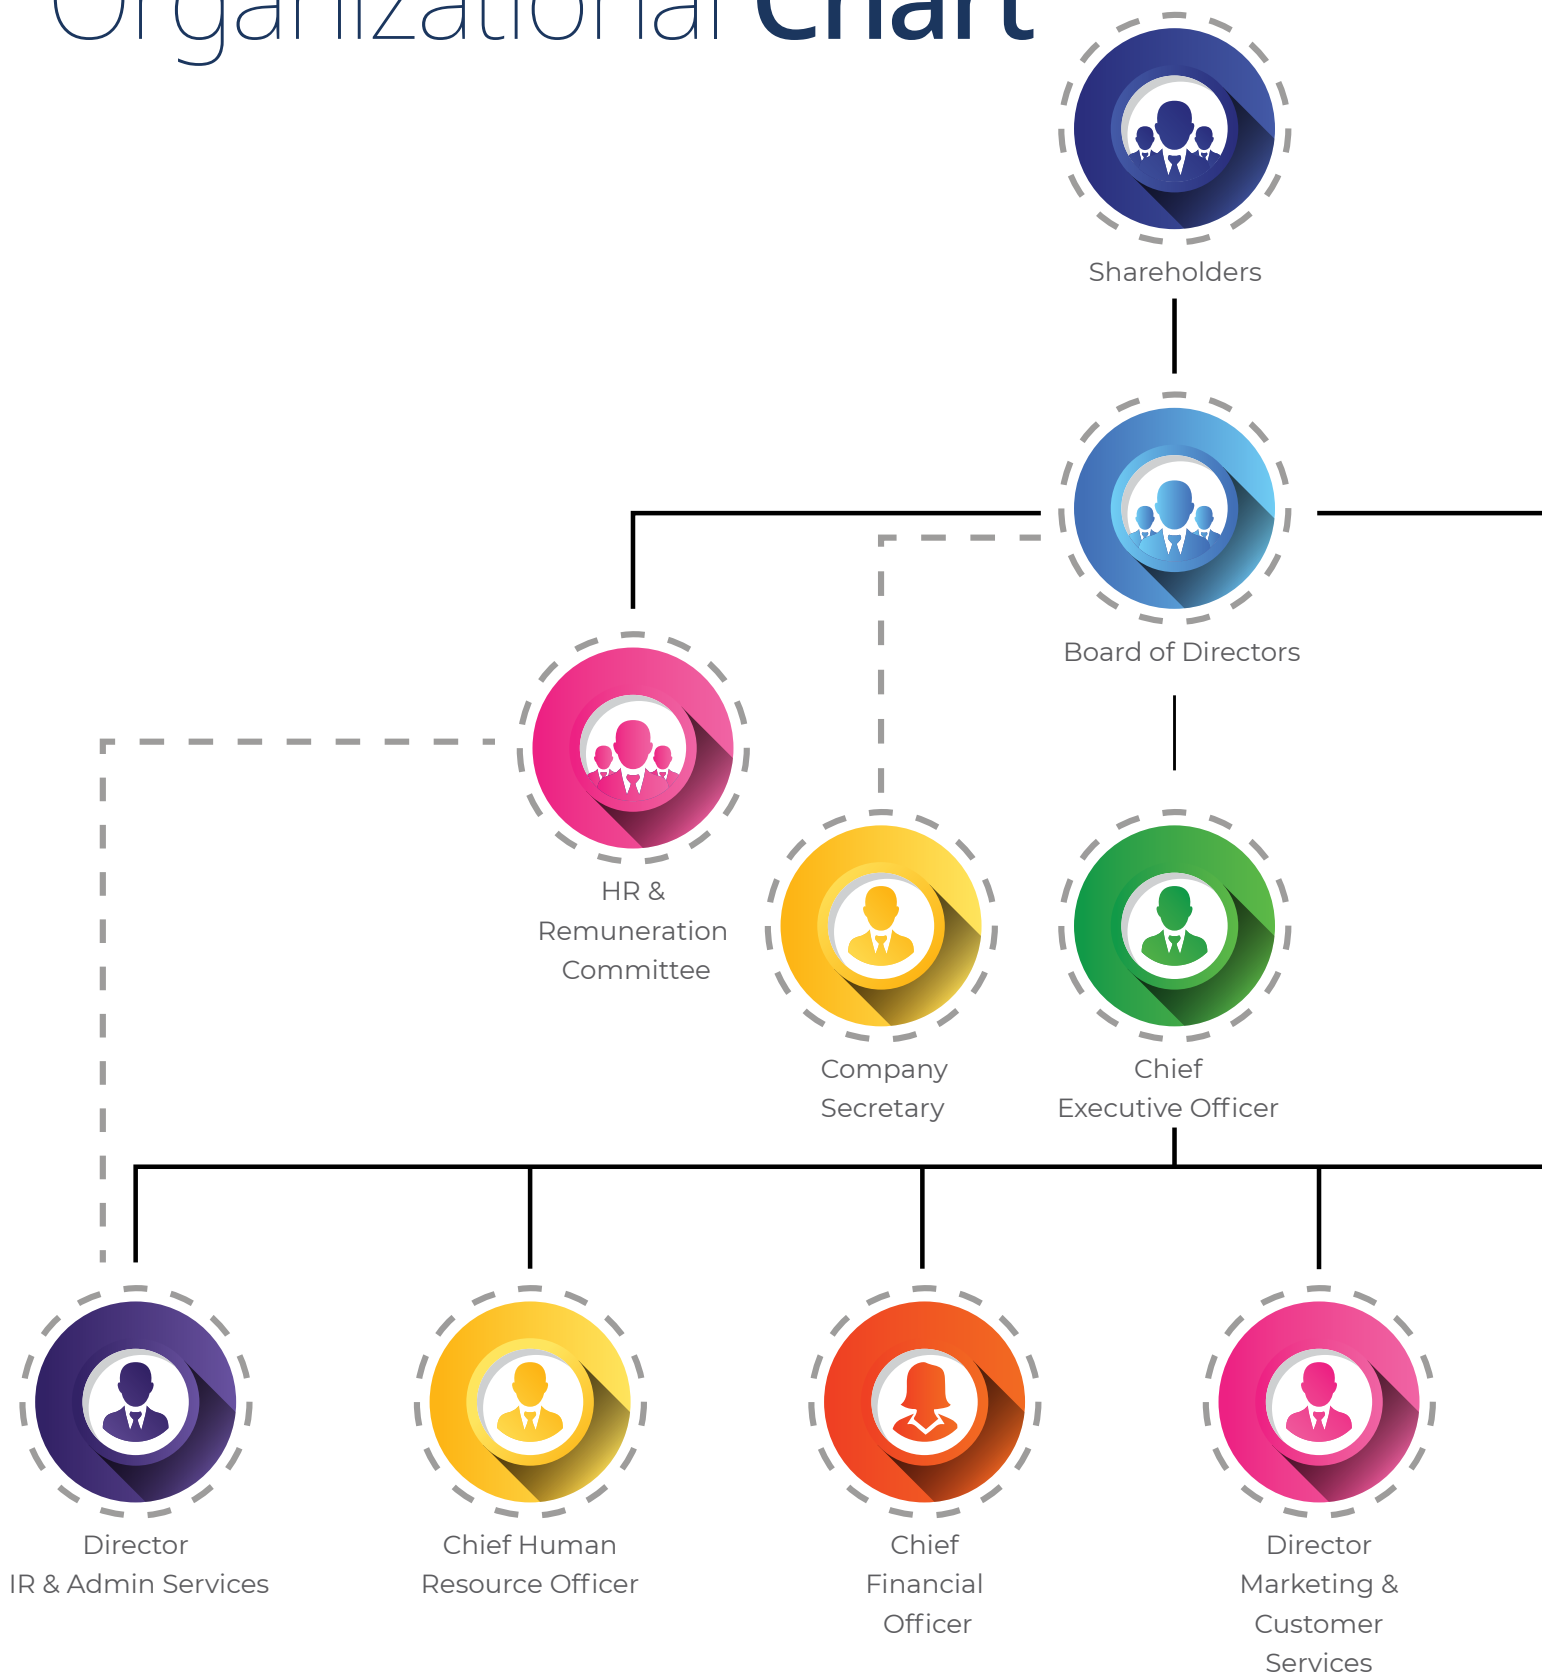 Organizational Chart
Shareholders
Board of Directors
HR &
Remuneration
Committee
Company
Secretary
Chief
Executive Officer
Director
IR & Admin Services
Chief Human
Resource Officer
Chief
Financial
Officer
Director
Marketing &
Customer
Services